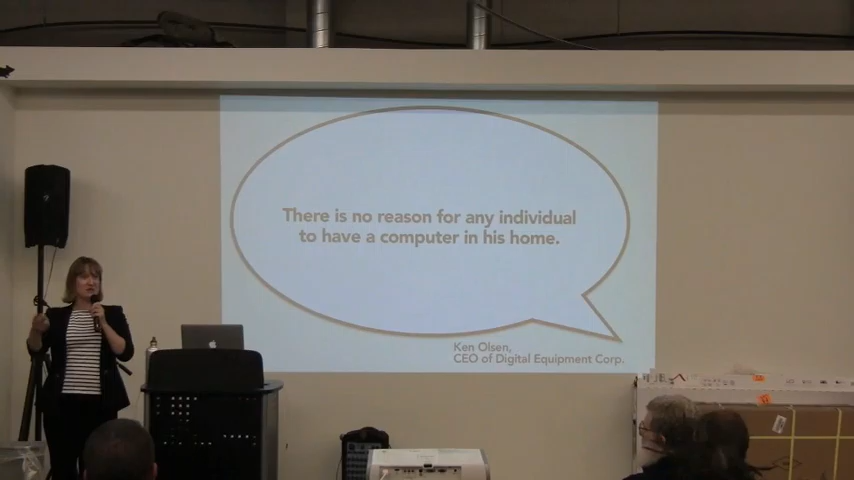 There is no reason for any individual
to have a computer in his home.
Ken Olsen,
CEO of Digital Equipment Corp.